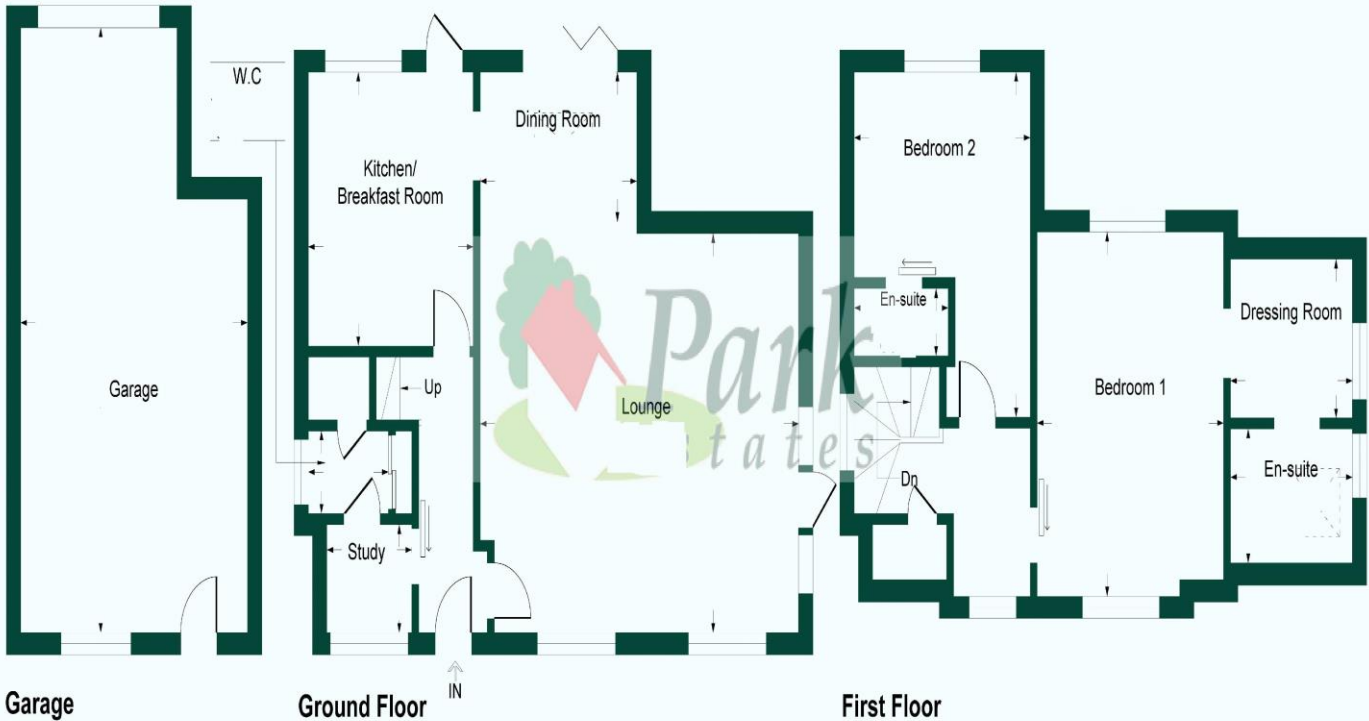 W.C
Dining Room
Bedroom 2
Kitchen/
Breakfast Room
En-suite
Dressing Room
Garage
Up
Lounge
Bedroom 1
Park
states
En-suite
Dn
Study
IN
Garage
Ground Floor
First Floor